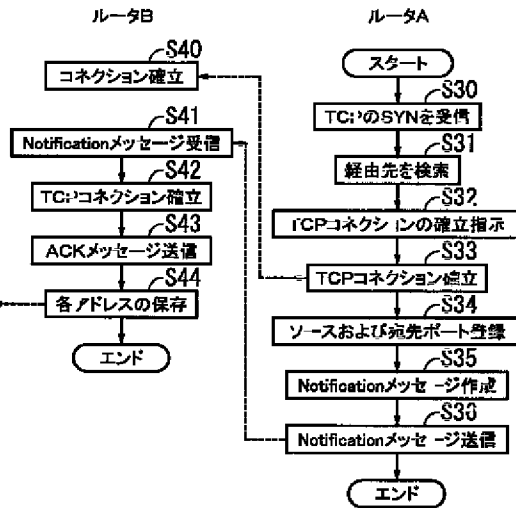 ルータB
S40
コネクション確立
S41
Notificationメッセージ受信
S42
TCPコネクション確立
S43
ACKメッセージ送信
S44
各アドレスの保存
エンド
ルータA
スタート
S30
TCPのSYNを受信
S31
経由先を検索
S32
TCPコネクションの確立指示
S33
TCPコネクション確立
S34
ソースおよび宛先ポート登録
S35
Notificationメッセージ作成
S36
Notificationメッセージ送信
エンド